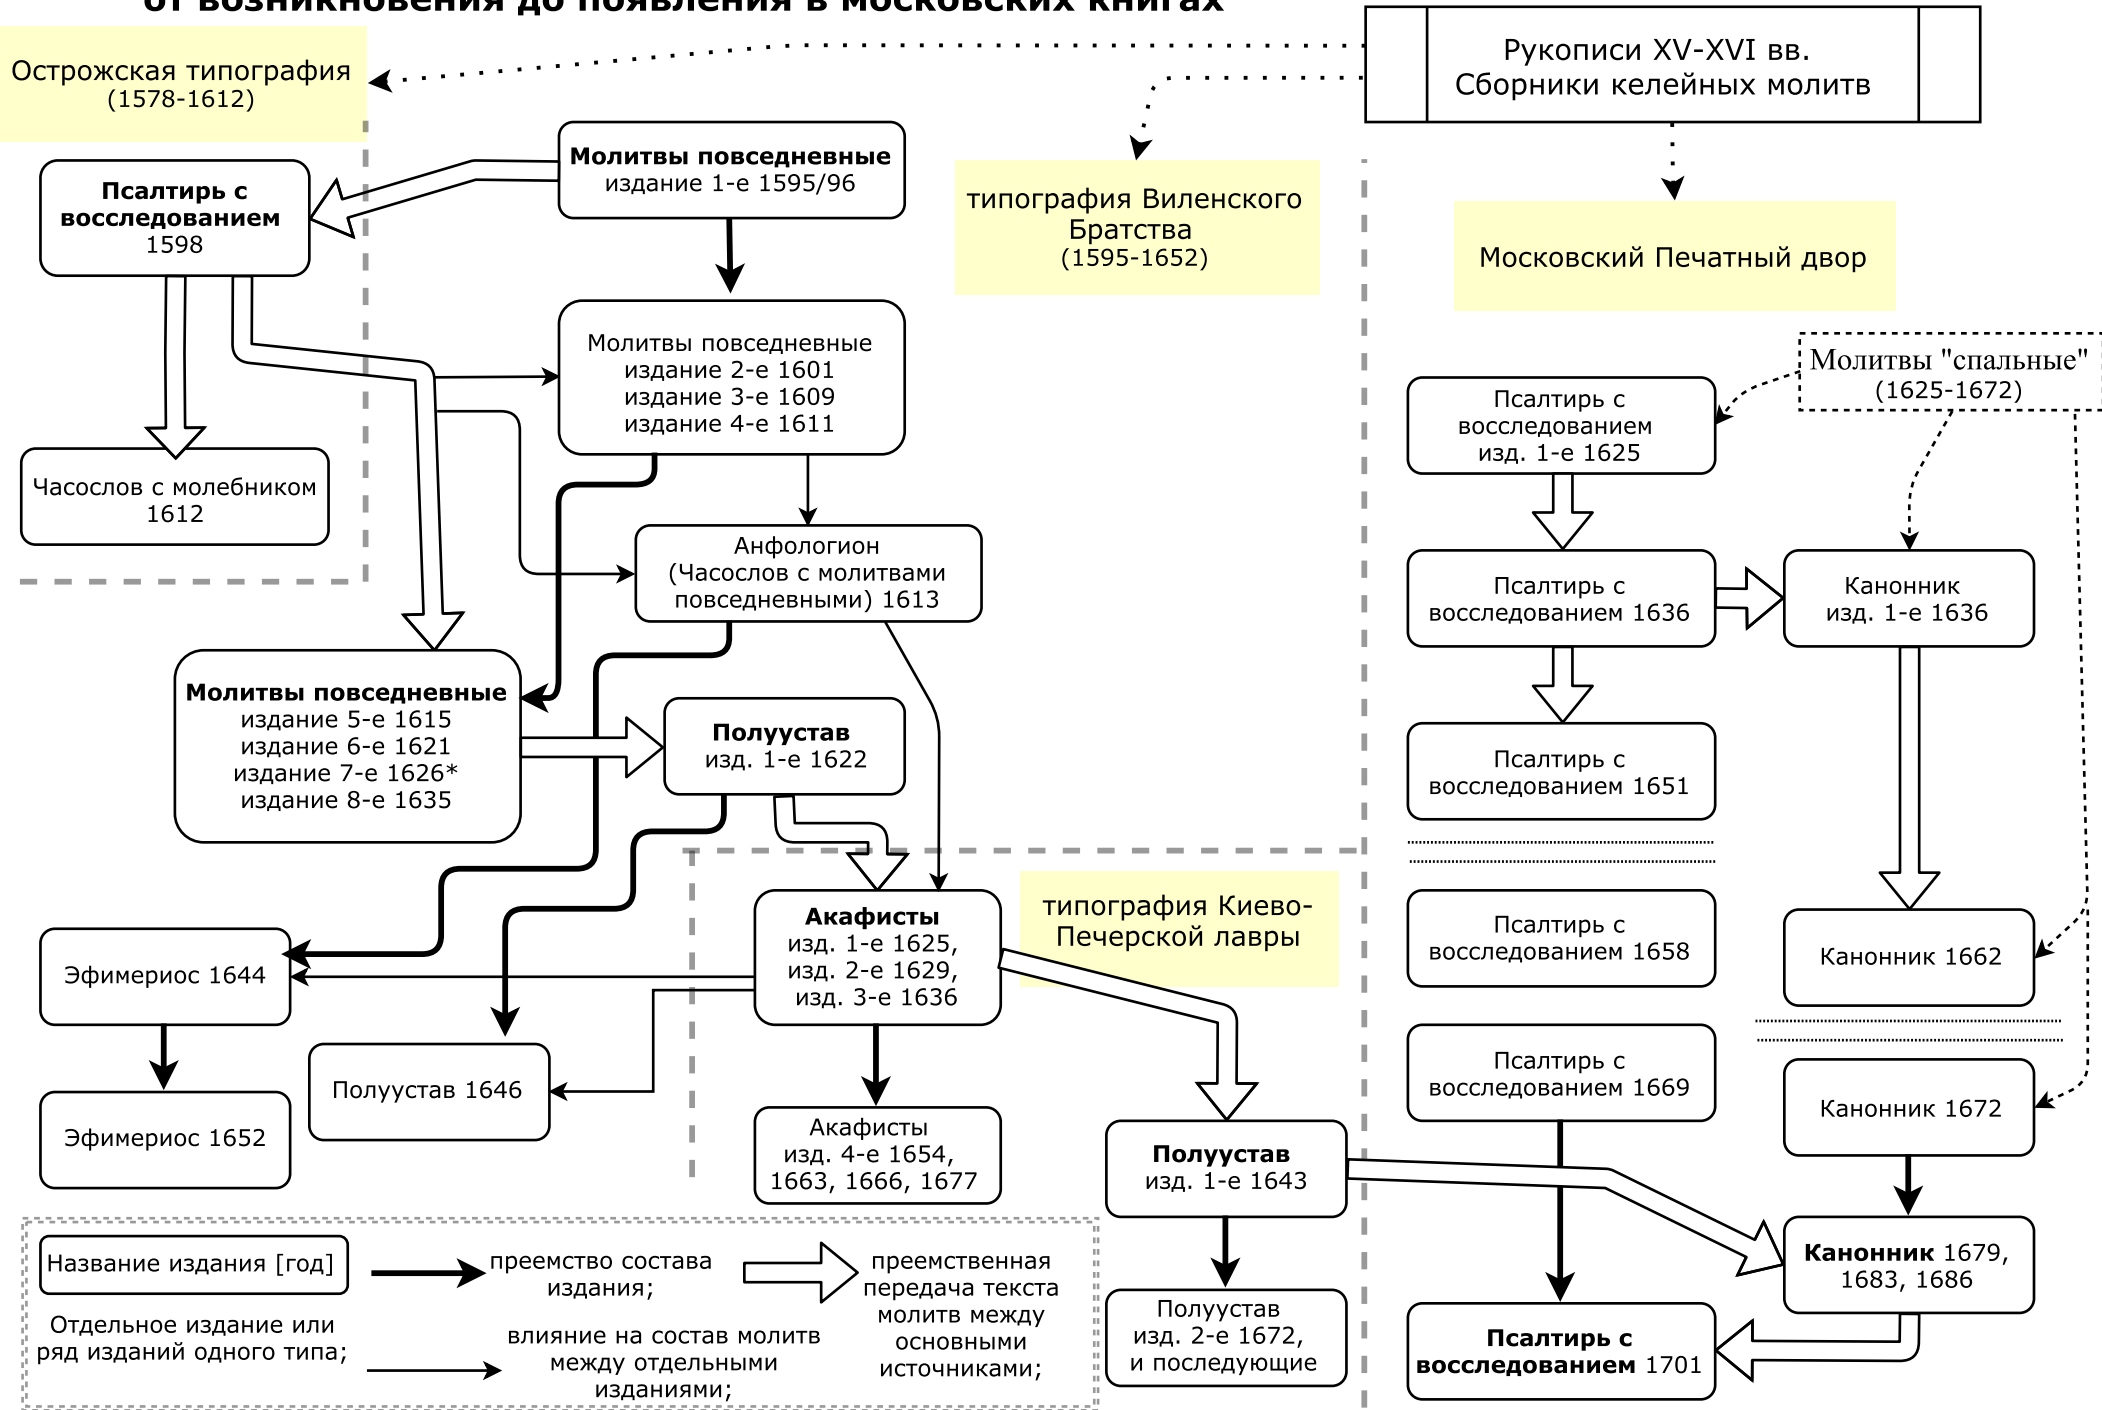 от возникновения до появления в московских книгах
Рукописи XV-XVI вв.
Сборники келейных молитв
Острожская типография
(1578-1612)
Молитвы повседневные
издание 1-е 1595/96
Псалтирь с
восследованием
1598
типография Виленского
Братства
(1595-1652)
Московский Печатный двор
Молитвы повседневные
издание 2-е 1601
издание 3-е 1609
издание 4-е 1611
Молитвы "спальные"
(1625-1672)
Псалтирь с
восследованием
изд. 1-е 1625
Часослов с молебником
1612
Анфологион
(Часослов с молитвами
повседневными) 1613
Псалтирь с
восследованием 1636
Канонник
изд. 1-е 1636
Молитвы повседневные
издание 5-е 1615
издание 6-е 1621
издание 7-е 1626*
издание 8-е 1635
Полуустав
изд. 1-е 1622
Псалтирь с
восследованием 1651
Акафисты
изд. 1-е 1625,
изд. 2-е 1629,
изд. 3-е 1636
типография Киево-
Печерской лавры
Псалтирь с
восследованием 1658
Канонник 1662
Эфимериос 1644
Полуустав 1646
Псалтирь с
восследованием 1669
Канонник 1672
Эфимериос 1652
Акафисты
изд. 4-е 1654,
1663, 1666, 1677
Полуустав
изд. 1-е 1643
Канонник 1679,
1683, 1686
Полуустав
изд. 2-е 1672,
и последующие
Псалтирь с
восследованием 1701
Название издания [год]
Отдельное издание или
ряд изданий одного типа;
преемство состава
издания;
влияние на состав молитв
между отдельными
изданиями;
преемственная
передача текста
молитв между
основными
источниками;